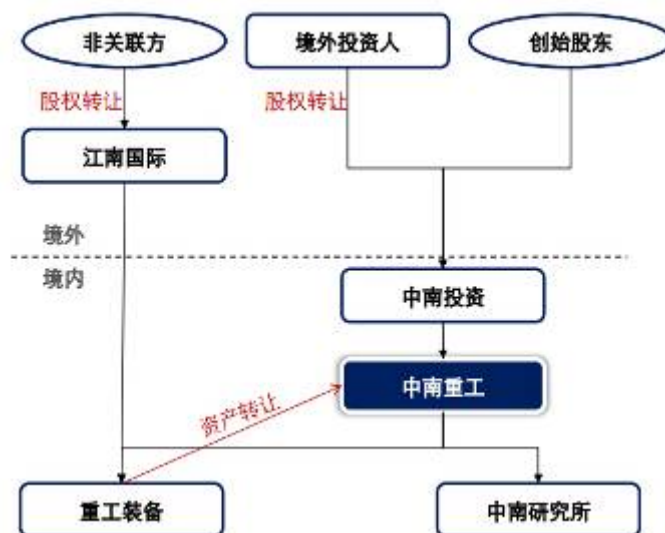 非关联方
境外投资人
创始股东
股权转让
股权转让
江南国际
境外
境内
中南投资
中南重工
资产转让
重工装备
中南研究所